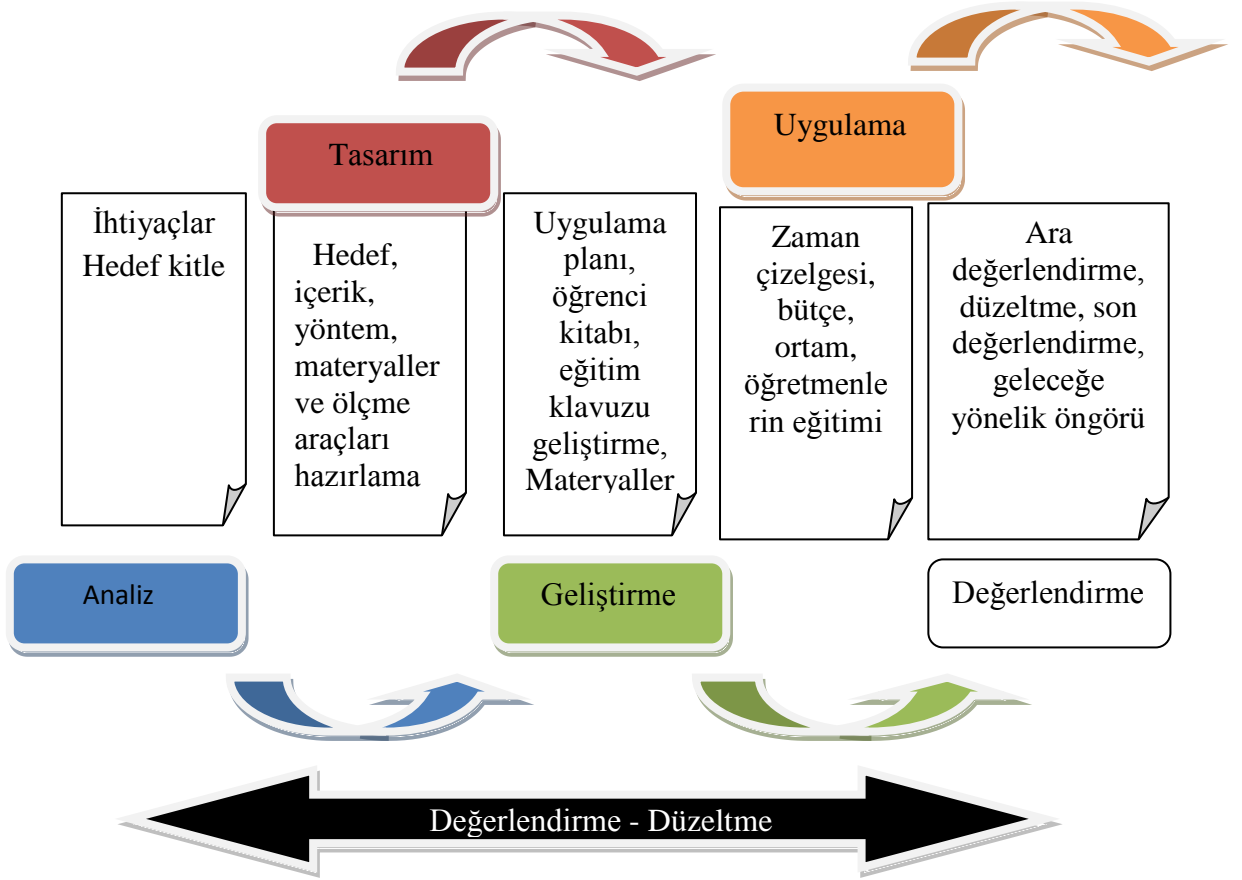 Uygulama
Tasarım
İhtiyaçlar
Hedef kitle
Hedef,
içerik,
yöntem,
materyaller
ve ölçme
araçları
hazırlama
Uygulama
planı,
öğrenci
kitabı,
eğitim
klavuzu
geliştirme,
Materyaller
Zaman
çizelgesi,
bütçe,
ortam,
öğretmenle
rin eğitimi
Ara
değerlendirme,
düzeltme, son
değerlendirme,
geleceğe
yönelik öngörü
Analiz
Geliştirme
Değerlendirme
Değerlendirme - Düzeltme